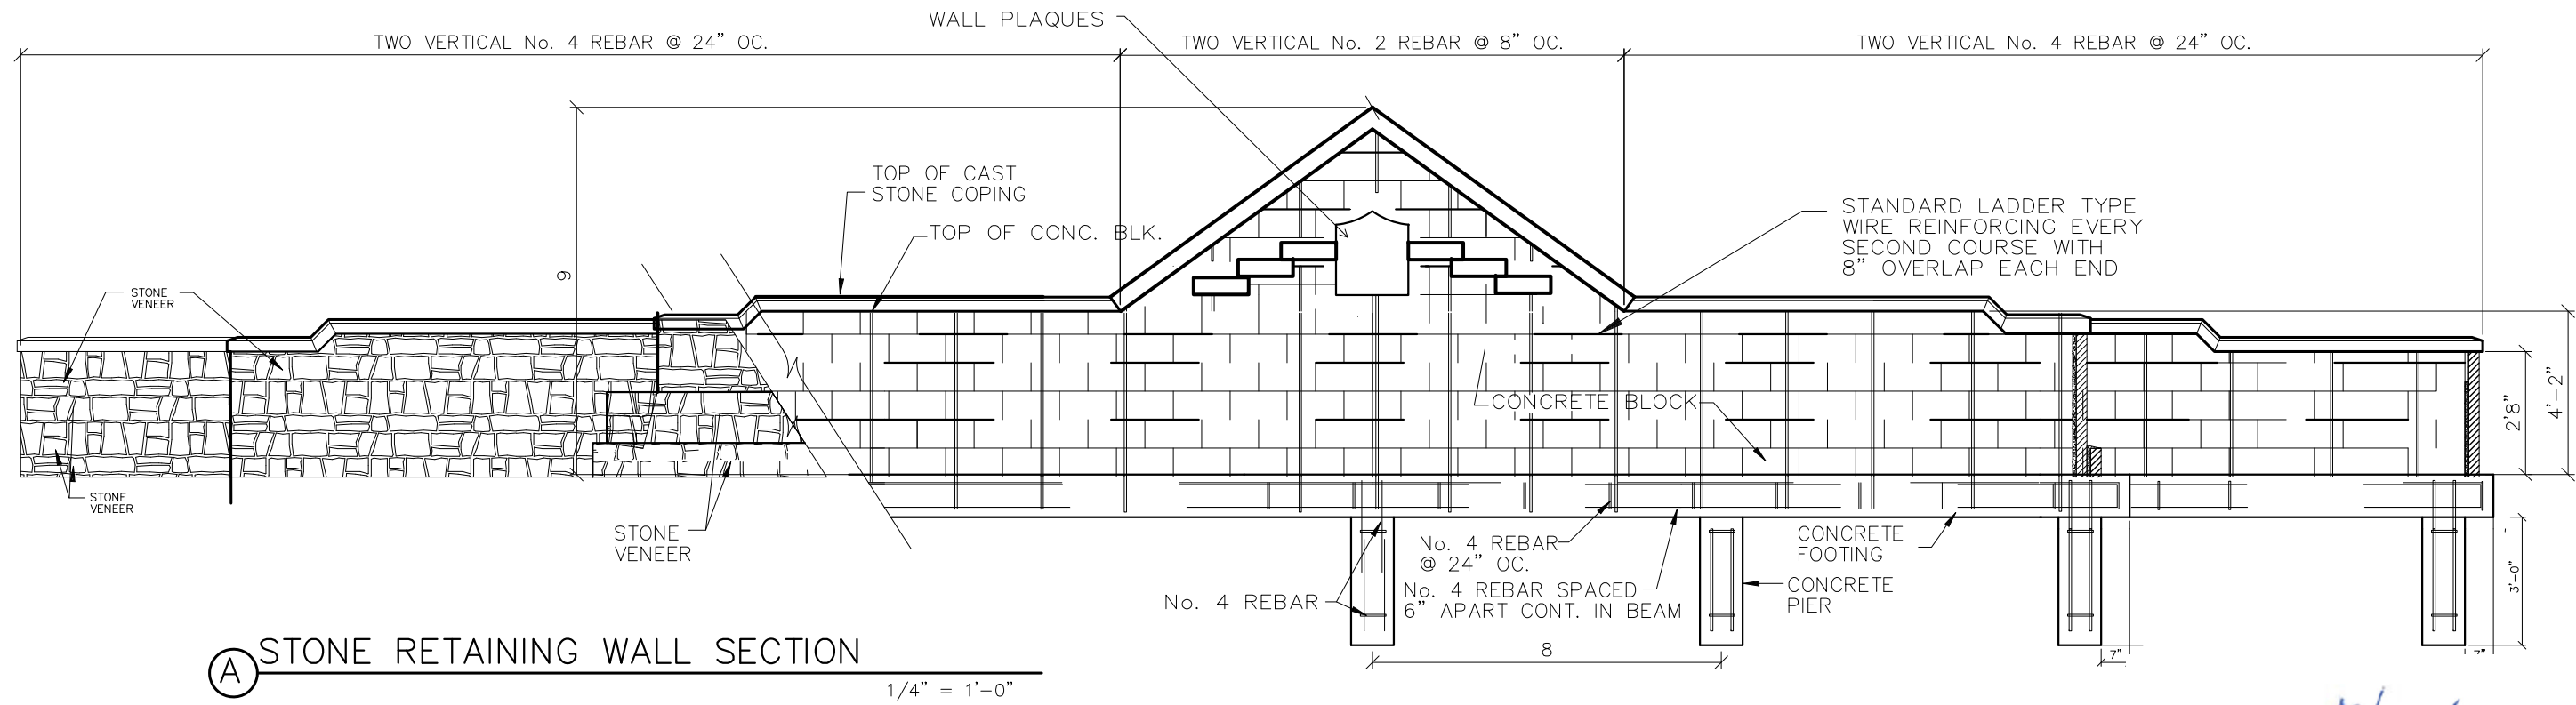 WALL PLAQUES
TWO VERTICAL No. 4 REBAR @ 24" OC.
TWO VERTICAL No. 2 REBAR @ 8" OC.
TWO VERTICAL No. 4 REBAR @ 24" OC.
TOP OF CAST
STONE COPING
TOP OF CONC. BLK.
STANDARD LADDER TYPE
WIRE REINFORCING EVERY
SECOND COURSE WITH
8" OVERLAP EACH END
9
STONE
VENEER
CONCRETE BLOCK
2'8"
4'-2"
STONE
VENEER
STONE
VENEER
No. 4 REBAR
@ 24" OC.
CONCRETE
FOOTING
No. 4 REBAR SPACED
6" APART CONT. IN BEAM
CONCRETE
PIER
No. 4 REBAR
3'-0"
8
7"
7"
A
STONE RETAINING WALL SECTION
1/4" = 1'-0"